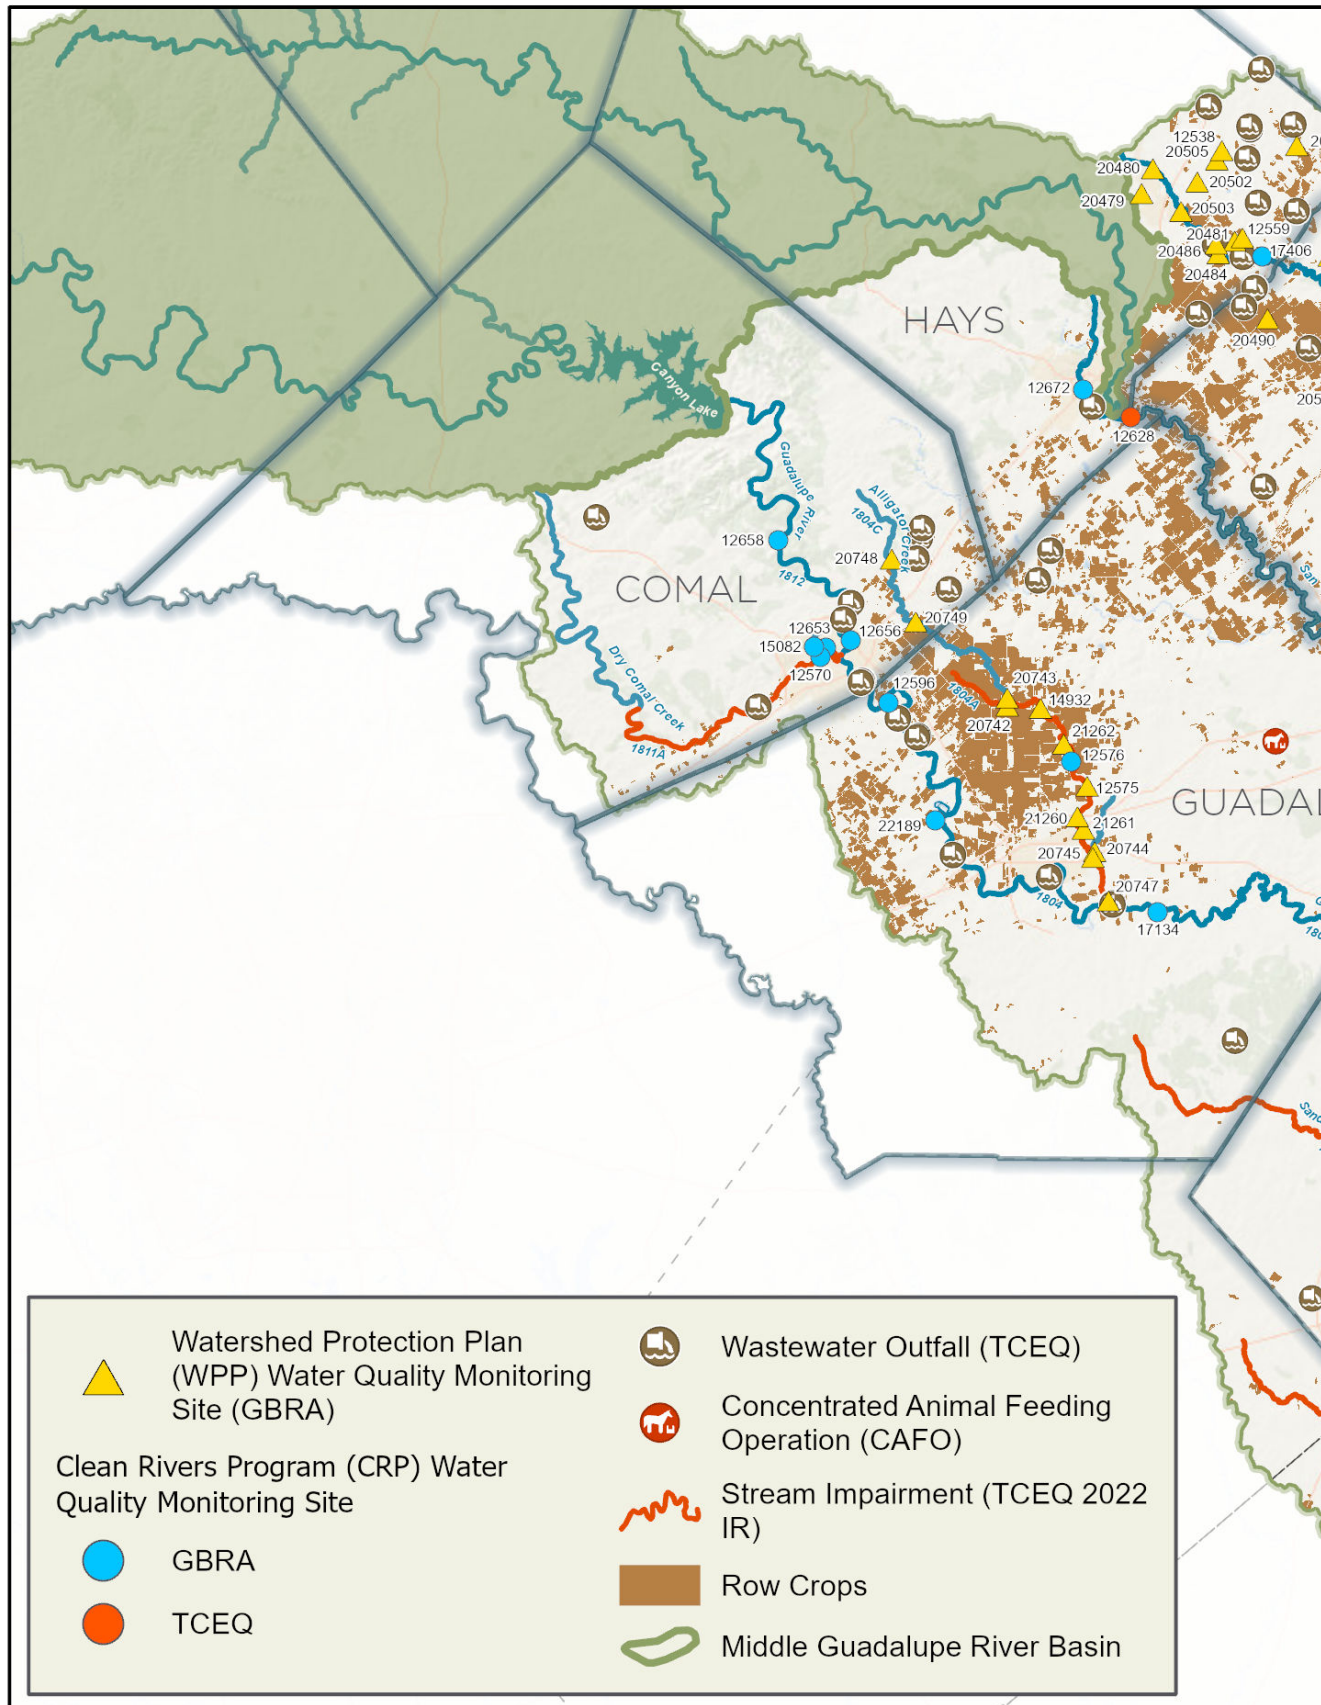 12538
20505
20480
20502
20479
20503
20481
12559
20486
17406
20484
HAYS
20490
Canyon Lake
12672
12628
Guadalupe River
Alligator Creek
1804C
12658
20748
1812
COMAL
20749
12653
12656
15082
12570
Dry Comal Creek
12596
20743
1804A
14932
20742
21262
12576
1811A
12575
21260
21261
22189
20745
20744
20747
1804
17134
Watershed Protection Plan
(WPP) Water Quality Monitoring
Site (GBRA)
Clean Rivers Program (CRP) Water
Quality Monitoring Site
GBRA
TCEQ
Wastewater Outfall (TCEQ)
Concentrated Animal Feeding
Operation (CAFO)
Stream Impairment (TCEQ 2022
IR)
Row Crops
Middle Guadalupe River Basin